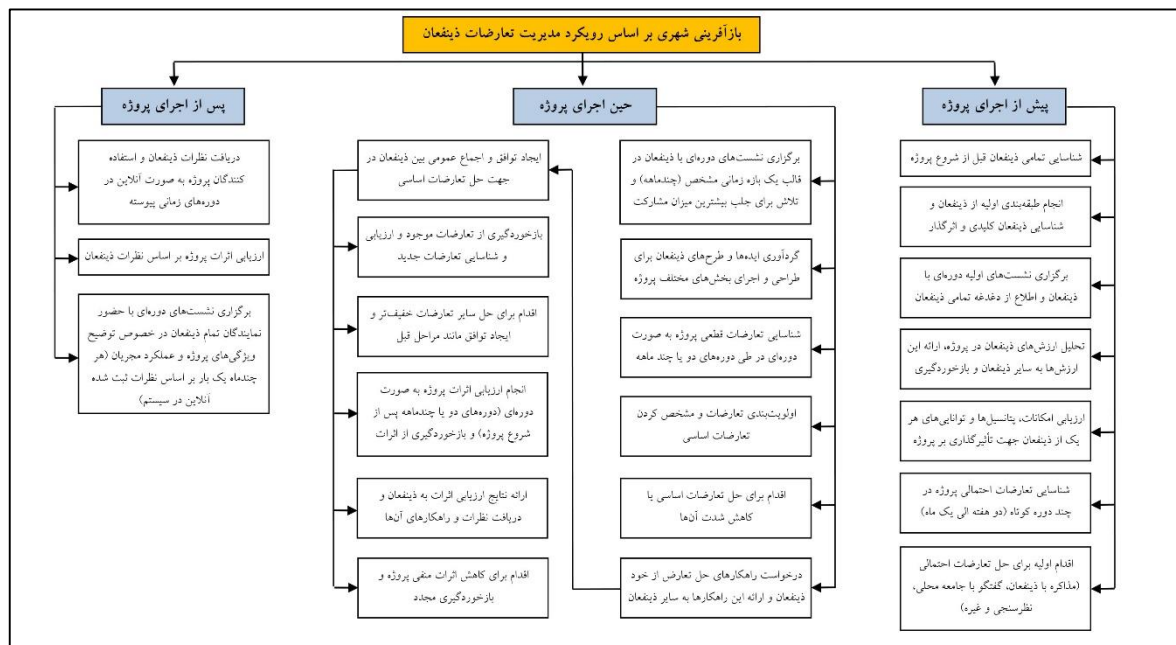 بازآفرینی شهری بر اساس رویکرد مدیریت تعارضات ذینفعان
پیش از اجرای پروژه
شناسایی تمامی ذینفعان قبل از شروع پروژه
انجام طبقه‌بندی اولیه از ذینفعان و
شناسایی ذینفعان کلیدی و اثرگذار
برگزاری نشست‌های اولیه دوره‌ای با
ذینفعان و اطلاع از دغدغه تمامی ذینفعان
تحلیل ارزش‌های ذینفعان در پروژه، ارائه این
ارزش‌ها به سایر ذینفعان و بازخوردگیری
ارزیابی امکانات، پتانسیل‌ها و توانایی‌های هر
یک از ذینفعان جهت تأثیرگذاری بر پروژه
شناسایی تعارضات احتمالی پروژه در
چند دوره کوتاه (دو هفته الی یک ماه)
اقدام اولیه برای حل تعارضات احتمالی
(مذاکره با ذینفعان، گفتگو با جامعه محلی،
نظرسنجی و غیره)
حین اجرای پروژه
برگزاری نشست‌های دوره‌ای با ذینفعان در
قالب یک بازه زمانی مشخص (چندماهه) و
تلاش برای جلب بیشترین میزان مشارکت
گردآوری ایده‌ها و طرح‌های ذینفعان برای
طراحی و اجرای بخش‌های مختلف پروژه
شناسایی تعارضات قطعی پروژه به صورت
دوره‌ای در طی دوره‌های دو یا چند ماهه
اولویت‌بندی تعارضات و مشخص کردن
تعارضات اساسی
اقدام برای حل تعارضات اساسی یا
کاهش شدت آن‌ها
درخواست راهکارهای حل تعارض از خود
ذینفعان و ارائه این راهکارها به سایر ذینفعان
ایجاد توافق و اجماع عمومی بین ذینفعان در
جهت حل تعارضات اساسی
بازخوردگیری از تعارضات موجود و ارزیابی
و شناسایی تعارضات جدید
اقدام برای حل سایر تعارضات خفیف‌تر و
ایجاد توافق مانند مراحل قبل
انجام ارزیابی اثرات پروژه به صورت
دوره‌ای (دوره‌های دو یا چندماهه پس از
شروع پروژه) و بازخوردگیری از اثرات
ارائه نتایج ارزیابی اثرات به ذینفعان و
دریافت نظرات و راهکارهای آن‌ها
اقدام برای کاهش اثرات منفی پروژه و
بازخوردگیری مجدد
پس از اجرای پروژه
دریافت نظرات ذینفعان و استفاده
کنندگان پروژه به صورت آنلاین در
دوره‌های زمانی پیوسته
ارزیابی اثرات پروژه بر اساس نظرات ذینفعان
برگزاری نشست‌های دوره‌ای با حضور
نمایندگان تمام ذینفعان در خصوص توضیح
ویژگی‌های پروژه و عملکرد مجریان (هر
چندماه یک بار بر اساس نظرات ثبت شده
آنلاین در سیستم)